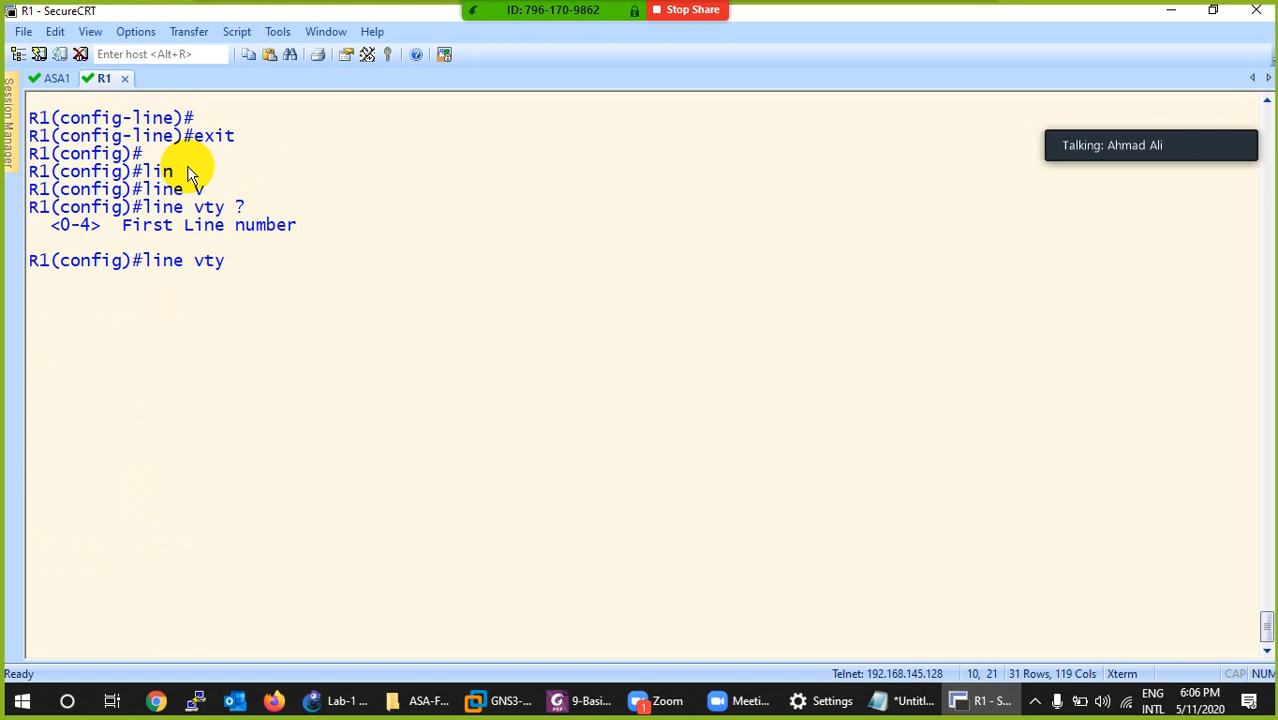 R1 - SecureCRT
ID: 796-170-9862
Stop Share
File Edit View Options Transfer Script Tools Window Help
Enter host <Alt+R>
ASA1 R1
Session Manager
R1(config-line)#
R1(config-line)#exit
R1(config)#
R1(config)#lin
R1(config)#line v
R1(config)#line vty ?
<0-4> First Line number
R1(config)#line vty
Talking: Ahmad Ali
Ready Telnet: 192.168.145.128 10, 21 31 Rows, 119 Cols Xterm CAP NUM
Lab-1 ... ASA-F... GNS3-... 9-Basi... Zoom Meeti... Settings *Untitl... R1 - S... ENG 6:06 PM
1 INTL 5/11/2020